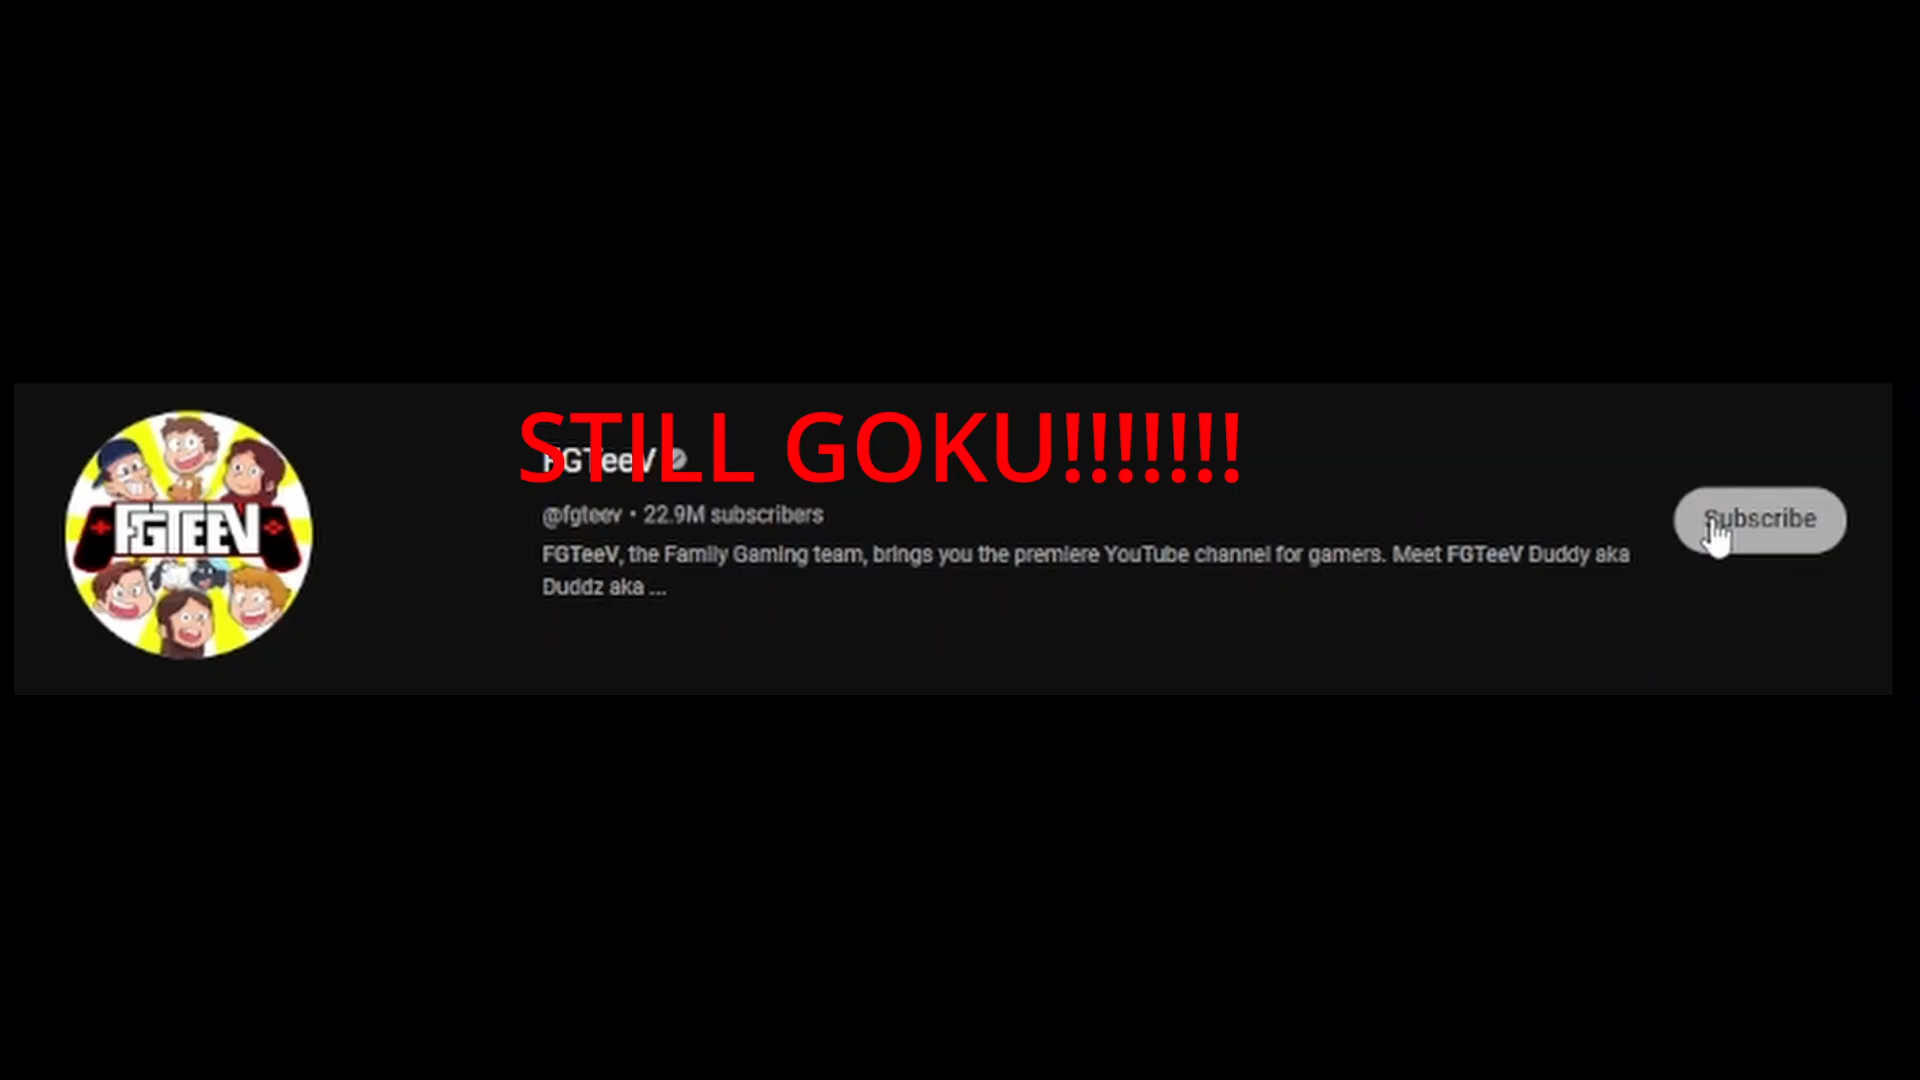 STILL GOKU!!!!!!!
FGTeeV
FGTEEV
@fgteev • 22.9M subscribers
Subscribe
FGTeeV, the Family Gaming team, brings you the premiere YouTube channel for gamers. Meet FGTeeV Duddy aka
Duddz aka ...